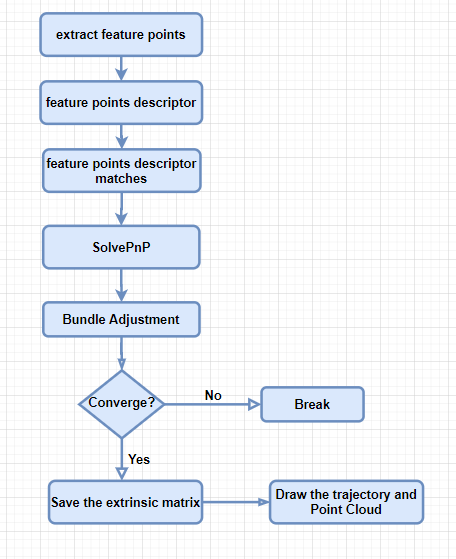 extract feature points
feature points descriptor
feature points descriptor
matches
SolvePnP
Bundle Adjustment
Converge?
No
Break
Yes
Save the extrinsic matrix
Draw the trajectory and
Point Cloud